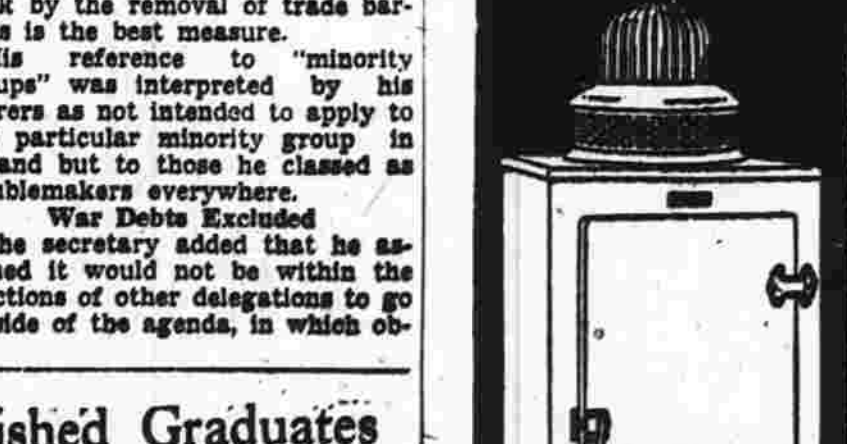 k by the removal of trade bar-
s is the best measure.
is reference to "minority
ups" was interpreted by his
rers as not intended to apply to
particular minority group in
and but to those he classed as
ublemakers everywhere.
War Debts Excluded
he secretary added that he as-
ed it would not be within the
ctions of other delegations to go
side of the agenda, in which ob-
ished Graduates